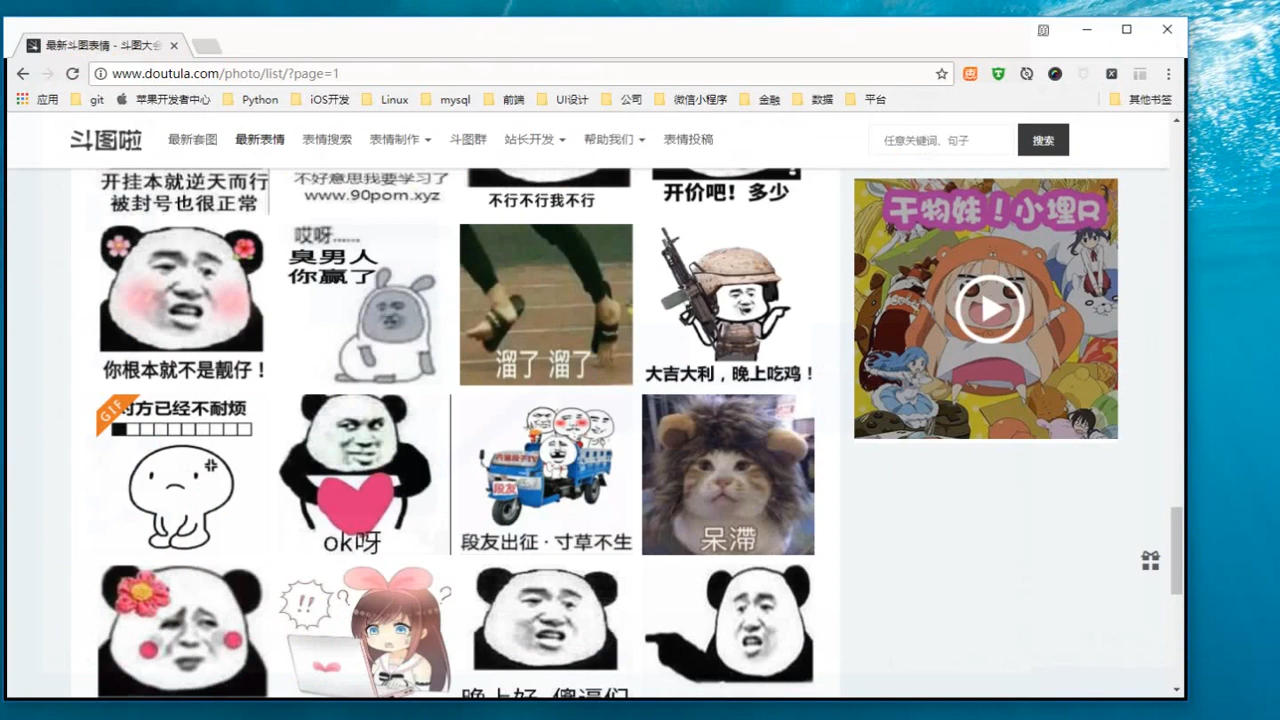 最新斗图表情 - 斗图大会
www.doutula.com/photo/list/?page=1
应用 git 苹果开发者中心 Python iOS开发 Linux mysql 前端 UI设计 公司 微信小程序 金融 数据 平台 其他书签
斗图啦 最新套图 最新表情 表情搜索 表情制作 斗图群 站长开发 帮助我们 表情投稿 任意关键词、句子 搜索
开挂本就逆天而行
被封号也很正常
不好意思我要学习了
www.90pom.xyz
不行不行我不行
开价吧！多少
干物妹！小埋R
你根本就不是靓仔！
哎呀......
臭男人
你赢了
溜了 溜了
大吉大利，晚上吃鸡！
GIF
对方已经不耐烦
ok呀
段友
段友出征·寸草不生
呆滞
!!
? ?
晚上好 傻逼们